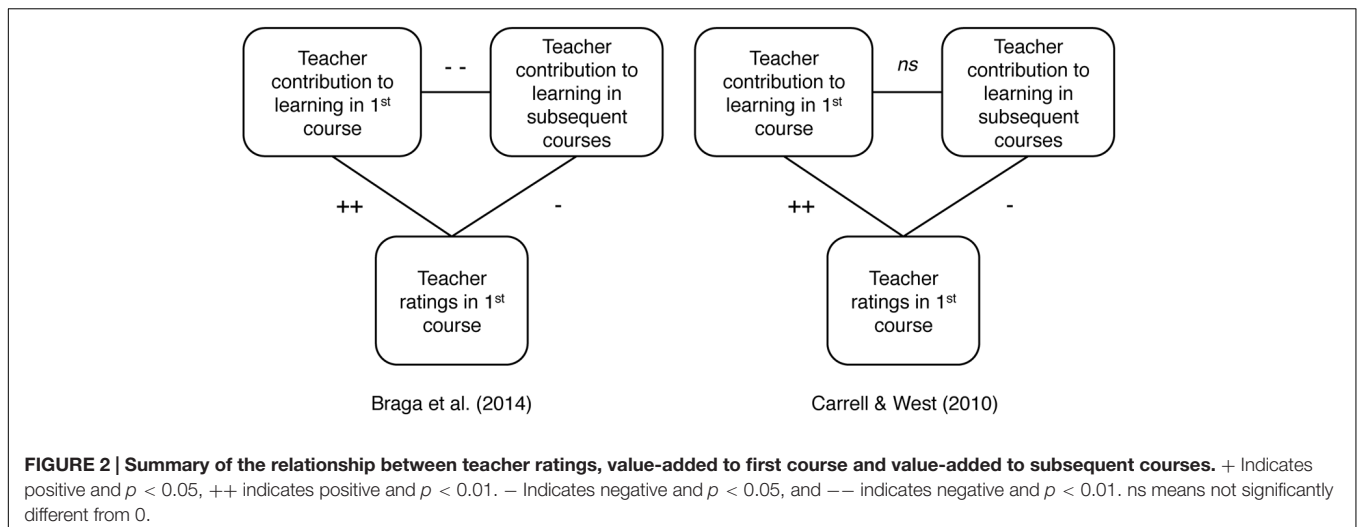 Teacher
contribution to
learning in 1st
course
- -
Teacher
contribution to
learning in
subsequent
courses
++
-
Teacher
ratings in 1st
course
Braga et al. (2014)
Teacher
contribution to
learning in 1st
course
ns
Teacher
contribution to
learning in
subsequent
courses
++
-
Teacher
ratings in 1st
course
Carrell & West (2010)
FIGURE 2 | Summary of the relationship between teacher ratings, value-added to first course and value-added to subsequent courses. + Indicates
positive and p < 0.05, ++ indicates positive and p < 0.01. – Indicates negative and p < 0.05, and –– indicates negative and p < 0.01. ns means not significantly
different from 0.